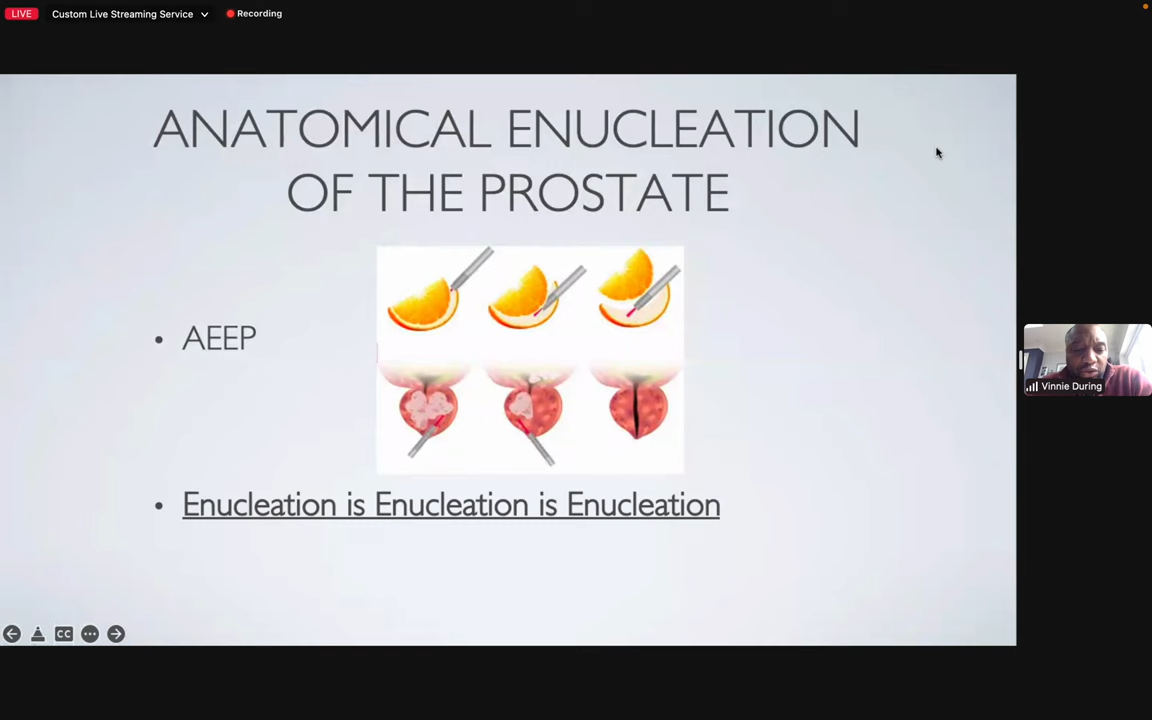 LIVE Custom Live Streaming Service Recording
ANATOMICAL ENUCLEATION
OF THE PROSTATE
• AEEP
Vinnie During
• Enucleation is Enucleation is Enucleation
CC